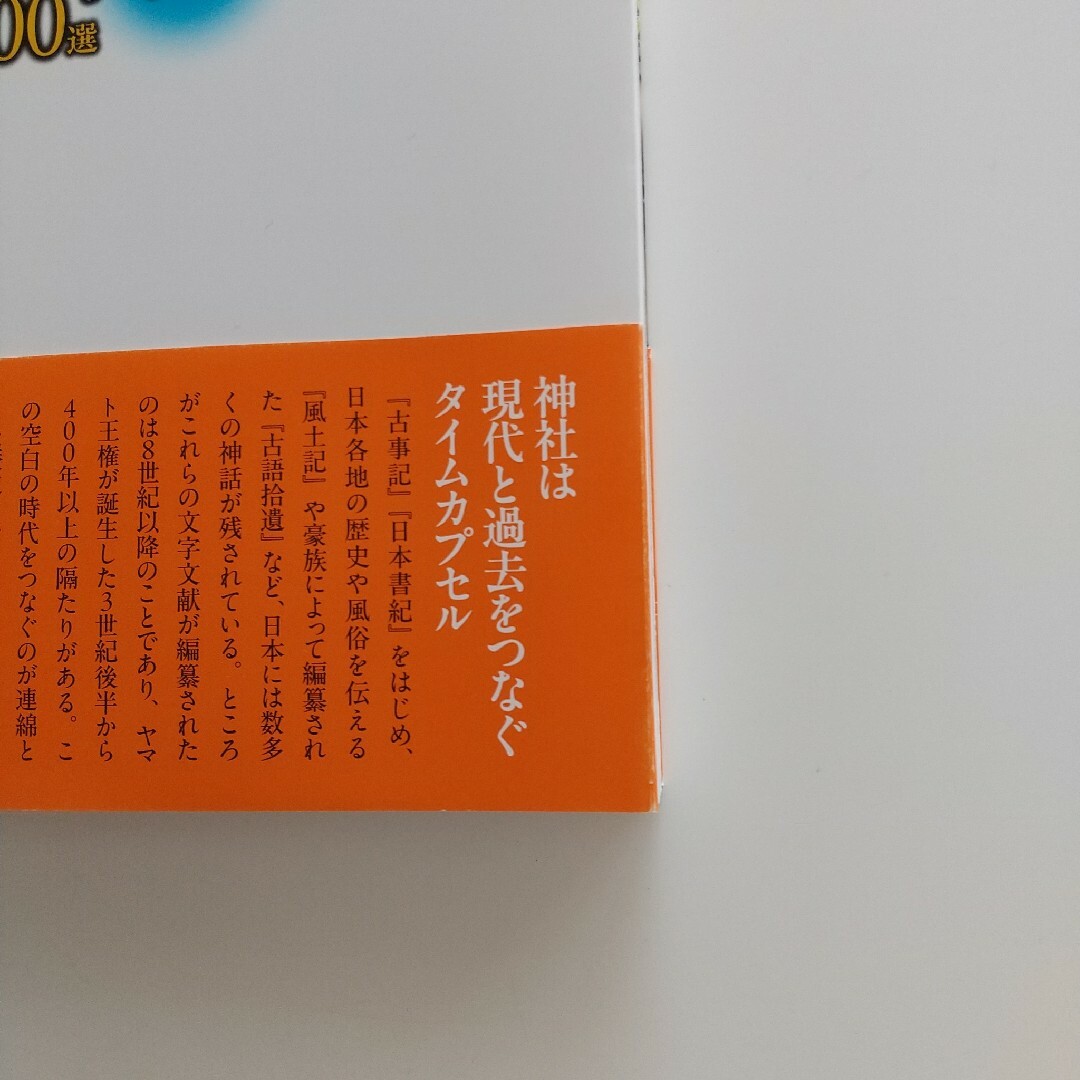 00選
神社は
現代と過去をつなぐ
タイムカプセル
『古事記』『日本書紀』をはじめ、
日本各地の歴史や風俗を伝える
『風土記』や豪族によって編纂され
た『古語拾遺』など、日本には数多
くの神話が残されている。ところ
がこれらの文字文献が編纂された
のは8世紀以降のことであり、ヤマ
ト王権が誕生した3世紀後半から
400年以上の隔たりがある。こ
の空白の時代をつなぐのが連綿と